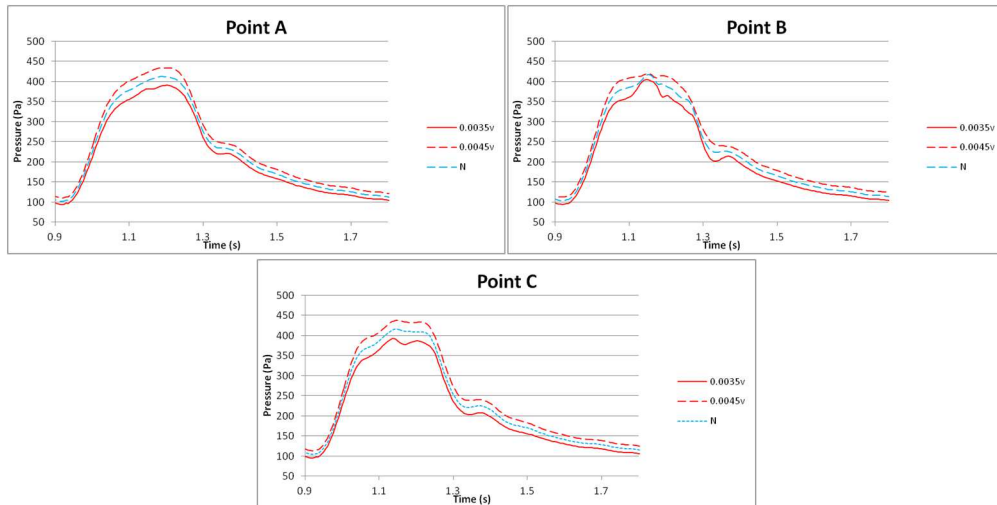 Point A
500
450
400
350
300
250
200
150
100
50
Pressure (Pa)
0.9 1.1 1.3 1.5 1.7
Time (s)
0.0035v
0.0045v
N
Point B
500
450
400
350
300
250
200
150
100
50
Pressure (Pa)
0.9 1.1 1.3 1.5 1.7
Time (s)
0.0035v
0.0045v
N
Point C
500
450
400
350
300
250
200
150
100
50
Pressure (Pa)
0.9 1.1 1.3 1.5 1.7
Time (s)
0.0035v
0.0045v
N